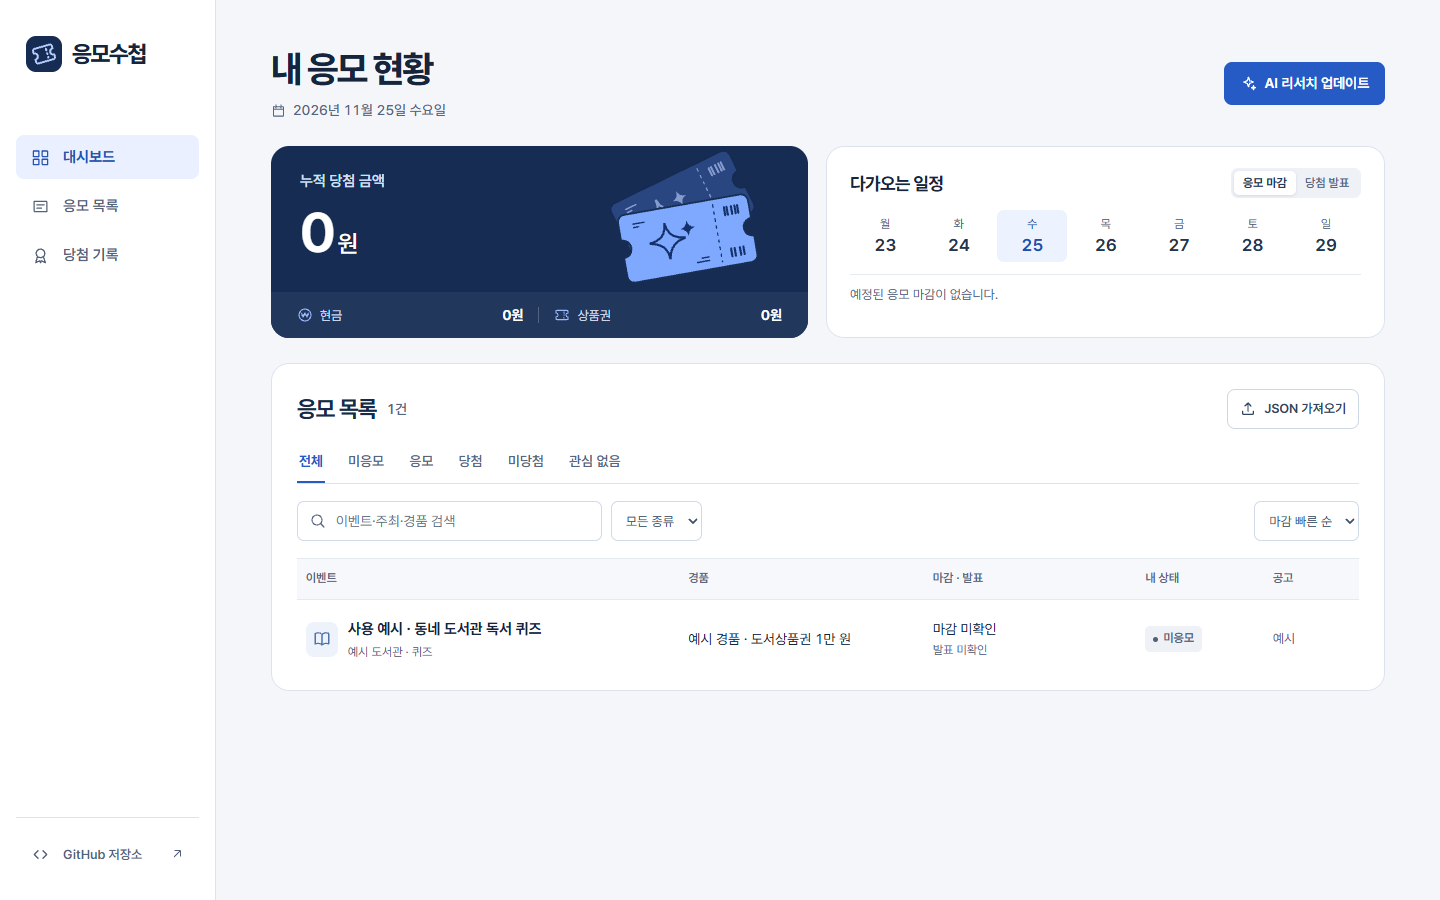 응모수첩
대시보드
응모 목록
당첨 기록
GitHub 저장소
내 응모 현황
2026년 11월 25일 수요일
AI 리서치 업데이트
누적 당첨 금액
0원
현금 0원
상품권 0원
다가오는 일정
응모 마감 당첨 발표
월 화 수 목 금 토 일
23 24 25 26 27 28 29
예정된 응모 마감이 없습니다.
응모 목록 1건
JSON 가져오기
전체 미응모 응모 당첨 미당첨 관심 없음
이벤트·주최·경품 검색 모든 종류 마감 빠른 순
이벤트 경품 마감 · 발표 내 상태 공고
사용 예시 · 동네 도서관 독서 퀴즈
예시 도서관 · 퀴즈
예시 경품 · 도서상품권 1만 원
마감 미확인
발표 미확인
미응모
예시